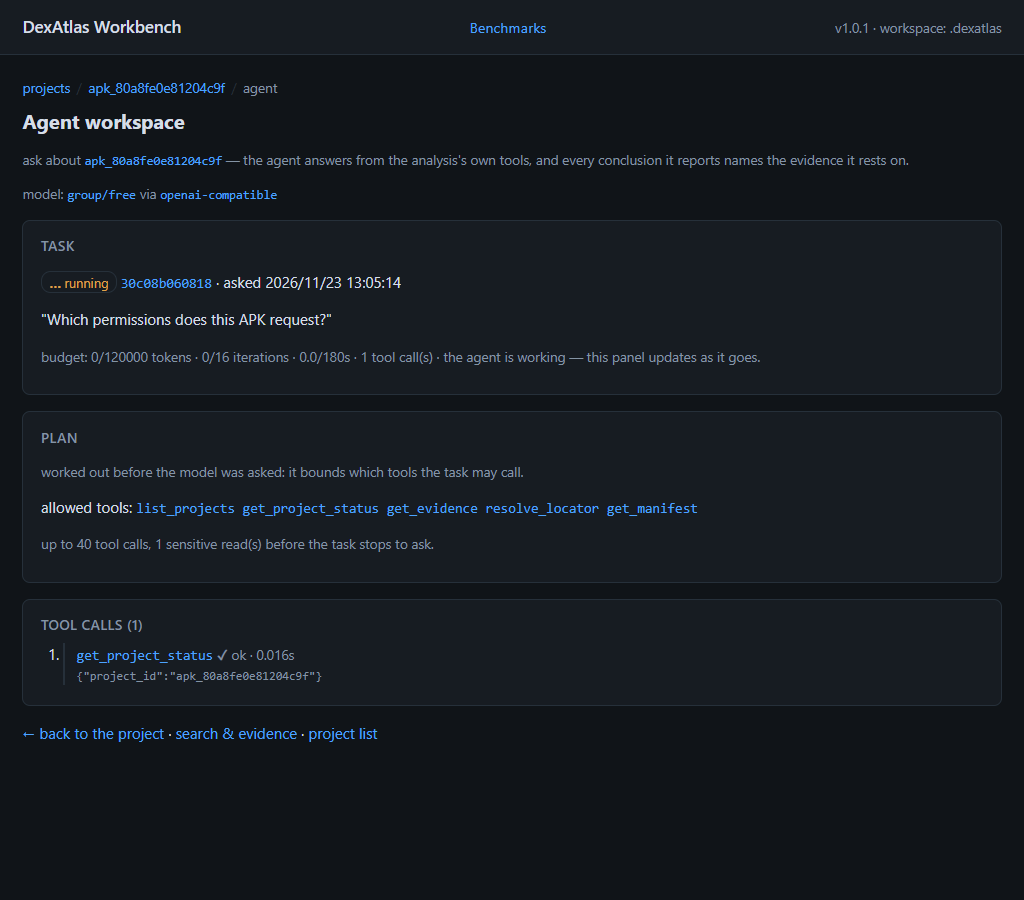 DexAtlas Workbench
Benchmarks
v1.0.1 · workspace: .dexatlas
projects / apk_80a8fe0e81204c9f / agent
Agent workspace
ask about apk_80a8fe0e81204c9f — the agent answers from the analysis's own tools, and every conclusion it reports names the evidence it rests on.
model: group/free via openai-compatible
TASK
… running 30c08b060818 · asked 2026/11/23 13:05:14
"Which permissions does this APK request?"
budget: 0/120000 tokens · 0/16 iterations · 0.0/180s · 1 tool call(s) · the agent is working — this panel updates as it goes.
PLAN
worked out before the model was asked: it bounds which tools the task may call.
allowed tools: list_projects get_project_status get_evidence resolve_locator get_manifest
up to 40 tool calls, 1 sensitive read(s) before the task stops to ask.
TOOL CALLS (1)
1. get_project_status ✓ ok · 0.016s
{"project_id":"apk_80a8fe0e81204c9f"}
← back to the project · search & evidence · project list